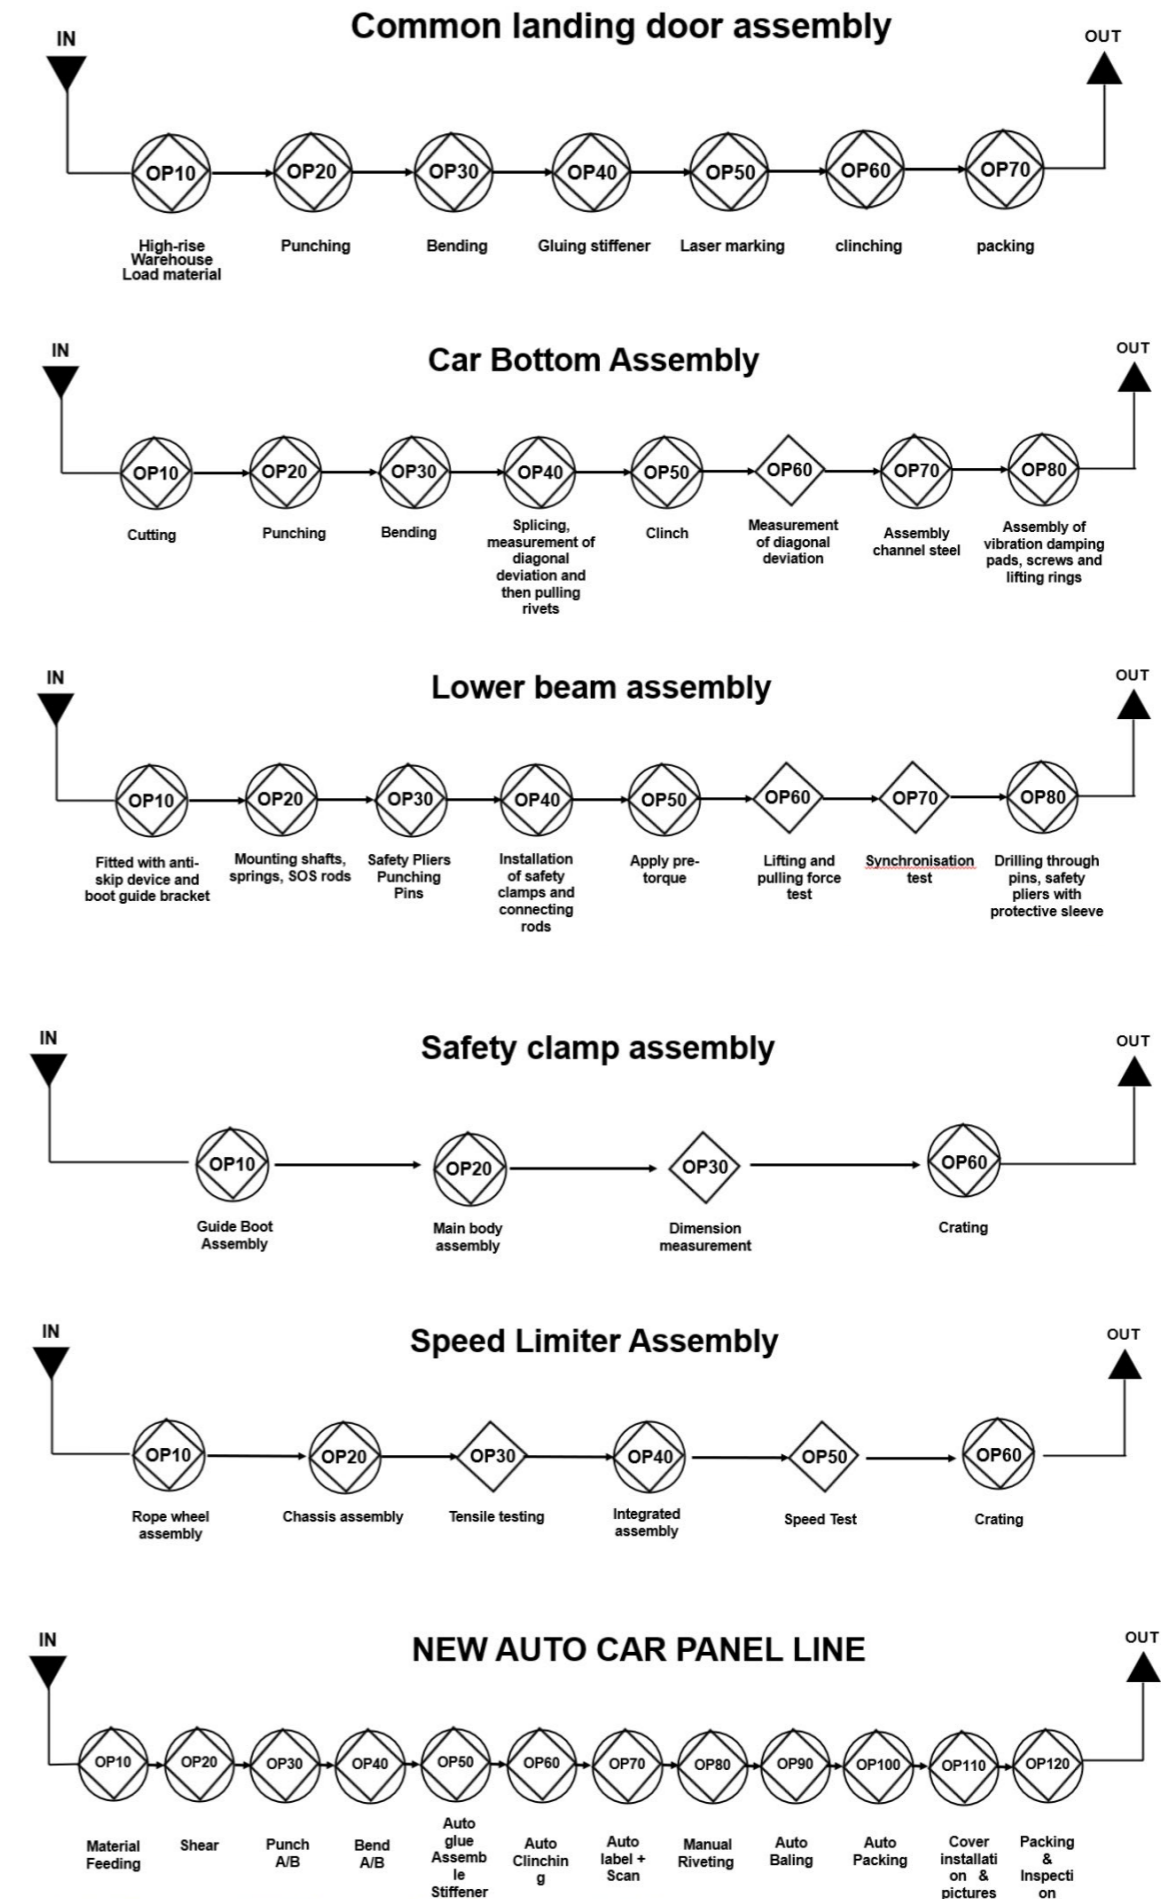 Common landing door assembly
IN
OUT
OP10
OP20
OP30
OP40
OP50
OP60
OP70
High-rise
Warehouse
Load material
Punching
Bending
Gluing stiffener
Laser marking
clinching
packing
Car Bottom Assembly
IN
OUT
OP10
OP20
OP30
OP40
OP50
OP60
OP70
OP80
Cutting
Punching
Bending
Splicing,
measurement of
diagonal
deviation and
then pulling
rivets
Clinch
Measurement
of diagonal
deviation
Assembly
channel steel
Assembly of
vibration damping
pads, screws and
lifting rings
Lower beam assembly
IN
OUT
OP10
OP20
OP30
OP40
OP50
OP60
OP70
OP80
Fitted with anti-
skip device and
boot guide bracket
Mounting shafts,
springs, SOS rods
Safety Pliers
Punching
Pins
Installation
of safety
clamps and
connecting
rods
Apply pre-
torque
Lifting and
pulling force
test
Synchronisation
test
Drilling through
pins, safety
pliers with
protective sleeve
Safety clamp assembly
IN
OUT
OP10
OP20
OP30
OP60
Guide Boot
Assembly
Main body
assembly
Dimension
measurement
Crating
Speed Limiter Assembly
IN
OUT
OP10
OP20
OP30
OP40
OP50
OP60
Rope wheel
assembly
Chassis assembly
Tensile testing
Integrated
assembly
Speed Test
Crating
NEW AUTO CAR PANEL LINE
IN
OUT
OP10
OP20
OP30
OP40
OP50
OP60
OP70
OP80
OP90
OP100
OP110
OP120
Material
Feeding
Shear
Punch
A/B
Bend
A/B
Auto
glue
Assemb
le
Stiffener
Auto
Clinchin
g
Auto
label +
Scan
Manual
Riveting
Auto
Baling
Auto
Packing
Cover
installati
on &
pictures
Packing
&
Inspecti
on